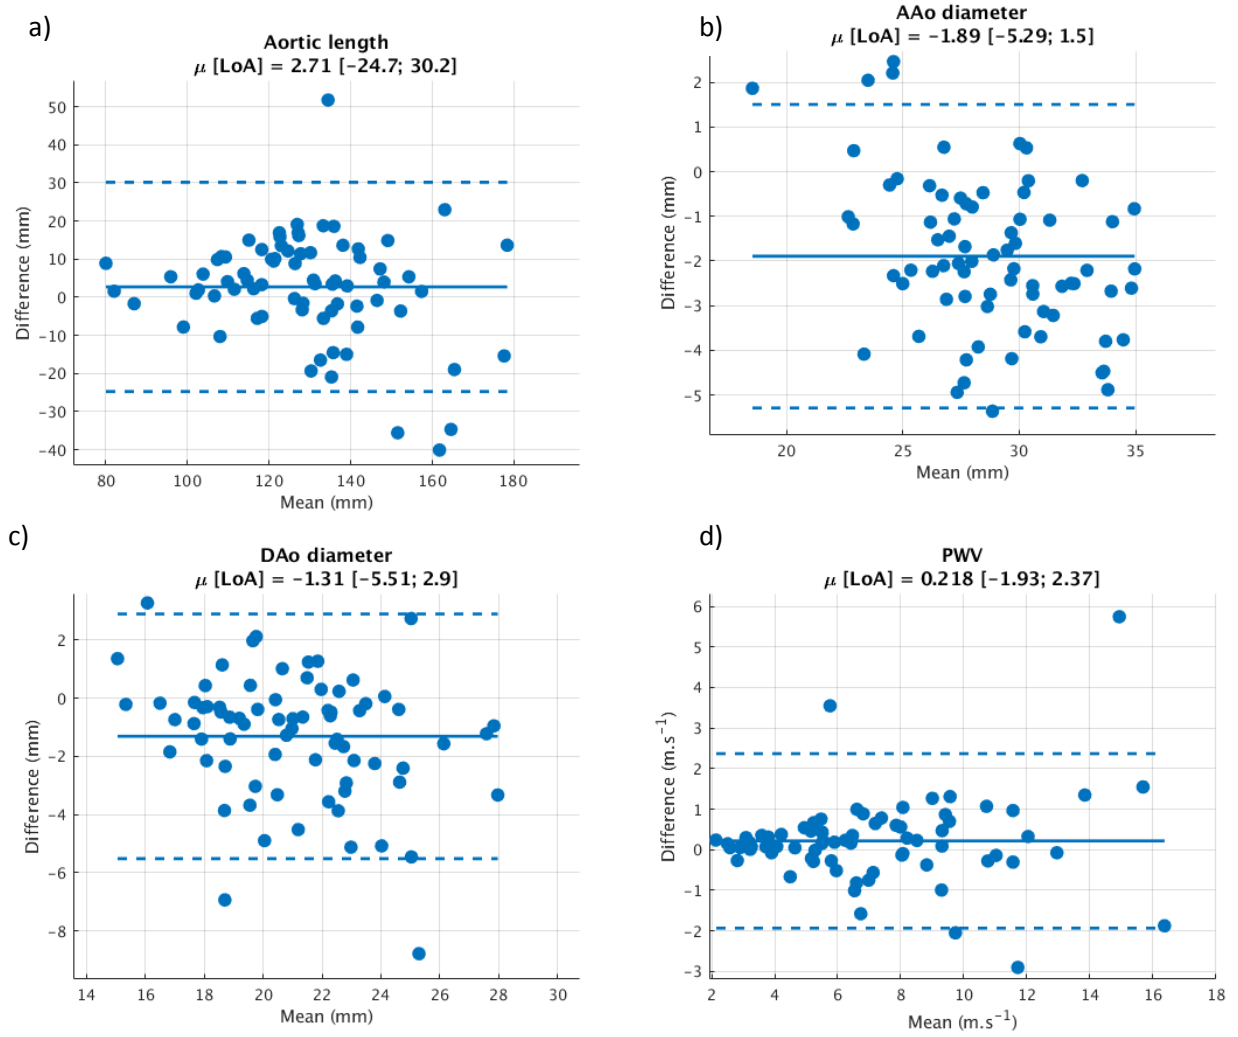 a)
Aortic length
μ [LoA] = 2.71 [−24.7; 30.2]
Difference (mm)
50
40
30
20
10
0
−10
−20
−30
−40
80 100 120 140 160 180
Mean (mm)
b)
AAo diameter
μ [LoA] = −1.89 [−5.29; 1.5]
Difference (mm)
2
1
0
−1
−2
−3
−4
−5
20 25 30 35
Mean (mm)
c)
DAo diameter
μ [LoA] = −1.31 [−5.51; 2.9]
Difference (mm)
2
0
−2
−4
−6
−8
14 16 18 20 22 24 26 28 30
Mean (mm)
d)
PWV
μ [LoA] = 0.218 [−1.93; 2.37]
Difference (m.s⁻¹)
6
5
4
3
2
1
0
−1
−2
−3
2 4 6 8 10 12 14 16 18
Mean (m.s⁻¹)